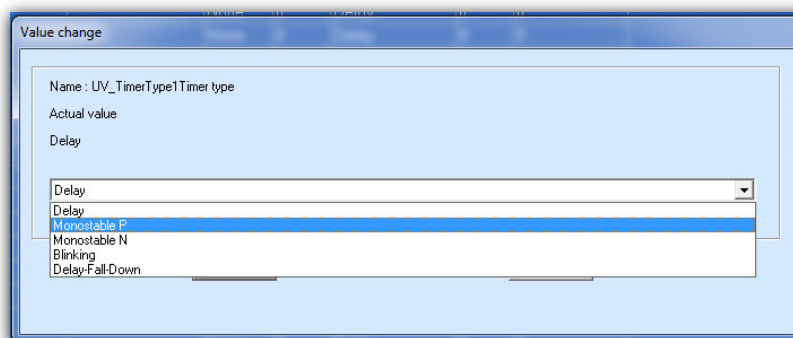 Value change
Name : UV_TimerType1Timer type
Actual value
Delay
Delay
Delay
Monostable P
Monostable N
Blinking
Delay-Fall-Down